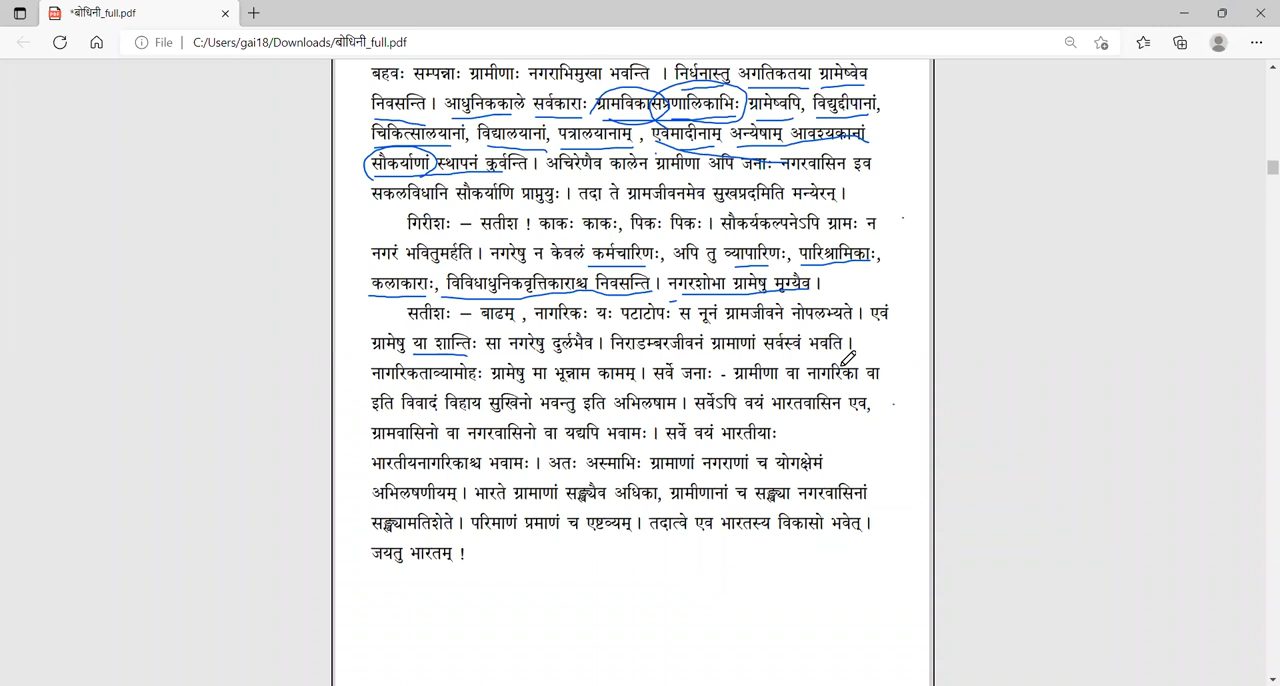 *बोधिनी_full.pdf
File
C:/Users/gai18/Downloads/बोधिनी_full.pdf
बहवः सम्पन्नाः ग्रामीणाः नगराभिमुखा भवन्ति । निर्धनास्तु अगतिकतया ग्रामेष्वेव
निवसन्ति। आधुनिककाले सर्वकाराः ग्रामविकासप्रणालिकाभिः ग्रामेष्वपि, विद्युद्दीपानां,
चिकित्सालयानां, विद्यालयानां, पत्रालयानाम् , एवमादीनाम् अन्येषाम् आवश्यकानां
सौकर्याणां स्थापनं कुर्वन्ति। अचिरेणैव कालेन ग्रामीणा अपि जनाः नगरवासिन इव
सकलविधानि सौकर्याणि प्राप्नुयुः। तदा ते ग्रामजीवनमेव सुखप्रदमिति मन्येरन्।
गिरीशः – सतीश ! काकः काकः, पिकः पिकः। सौकर्यकल्पनेऽपि ग्रामः न
नगरं भवितुमर्हति। नगरेषु न केवलं कर्मचारिणः, अपि तु व्यापारिणः, पारिश्रामिकाः,
कलाकाराः, विविधाधुनिकवृत्तिकाराश्च निवसन्ति। नगरशोभा ग्रामेषु मृग्यैव।
सतीशः – बाढम् , नागरिकः यः पटाटोपः स नूनं ग्रामजीवने नोपलभ्यते। एवं
ग्रामेषु या शान्तिः सा नगरेषु दुर्लभैव। निराडम्बरजीवनं ग्रामाणां सर्वस्वं भवति।
नागरिकताव्यामोहः ग्रामेषु मा भून्नाम कामम्। सर्वे जनाः - ग्रामीणा वा नागरिका वा
इति विवादं विहाय सुखिनो भवन्तु इति अभिलषाम। सर्वेऽपि वयं भारतवासिन एव,
ग्रामवासिनो वा नगरवासिनो वा यद्यपि भवामः। सर्वे वयं भारतीयाः
भारतीयनागरिकाश्च भवामः। अतः अस्माभिः ग्रामाणां नगराणां च योगक्षेमं
अभिलषणीयम्। भारते ग्रामाणां सङ्ख्यैव अधिका, ग्रामीणानां च सङ्ख्या नगरवासिनां
सङ्ख्यामतिशेते। परिमाणं प्रमाणं च एष्टव्यम्। तदात्वे एव भारतस्य विकासो भवेत्।
जयतु भारतम् !